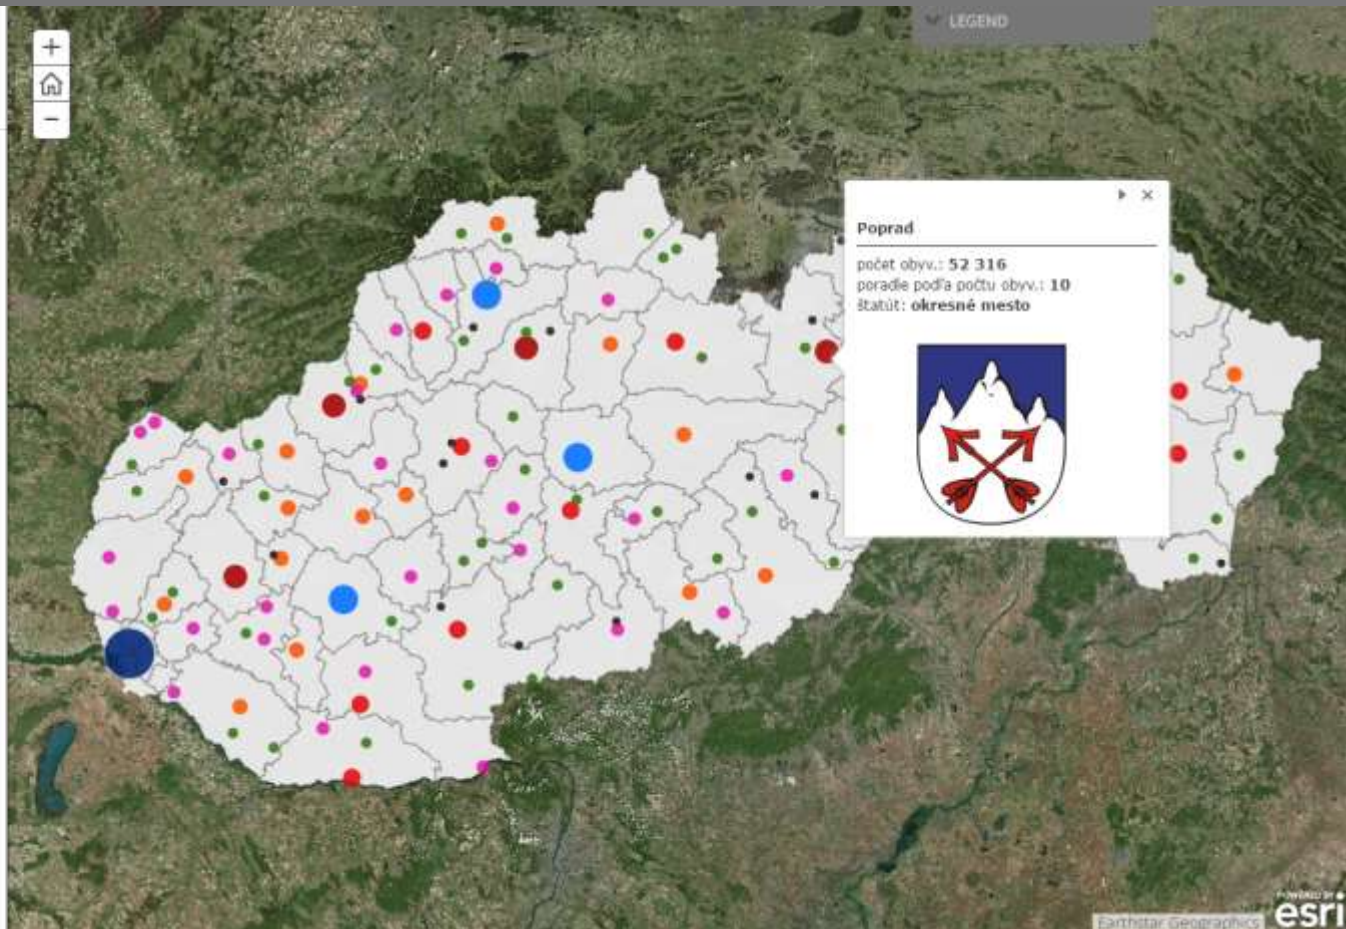 LEGEND
Poprad
počet obyv.: 52 316
poradie podľa počtu obyv.: 10
štatút: okresné mesto
POWERED BY
esri
Earthstar Geographics